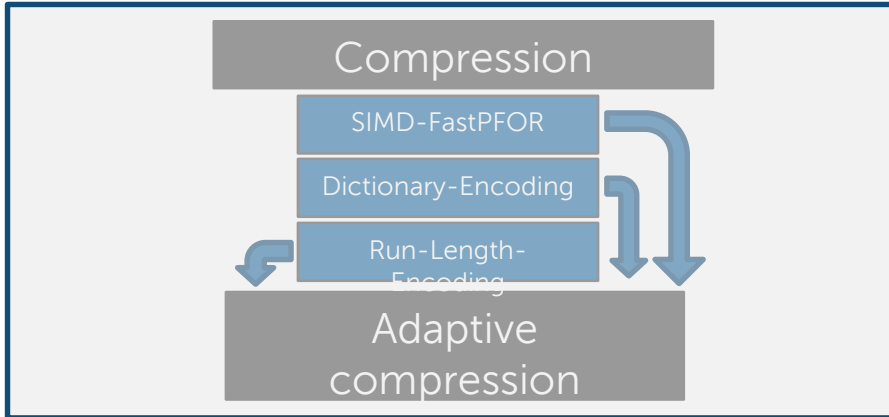 Compression
SIMD-FastPFOR
Dictionary-Encoding
Run-Length-
Encoding
Adaptive
compression